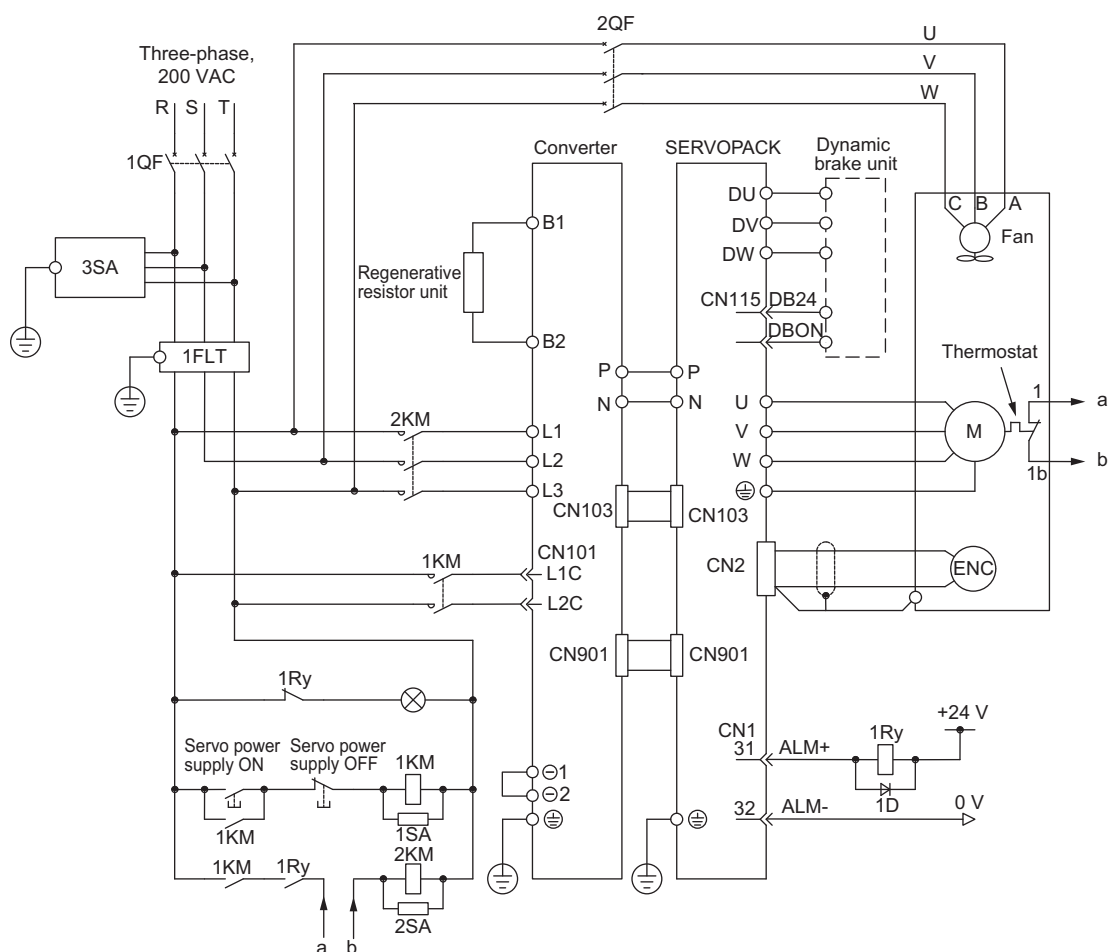 2QF
U
Three-phase,
200 VAC
V
R S T
W
1QF
Converter
SERVOPACK
Dynamic
brake unit
DU
C B A
B1
DV
Fan
3SA
DW
Regenerative
resistor unit
CN115 DB24
DBON
1FLT
B2
Thermostat
P P
1
a
N N
U
2KM
L1
V
M
L2
W
b
1b
L3
CN103 CN103
1KM
CN101
L1C
CN2
ENC
L2C
CN901 CN901
1Ry
+24 V
CN1
Servo power
supply ON
Servo power
supply OFF
1KM
31 ALM+
1Ry
⊖1
1D
⊖2
1KM
1SA
32 ALM-
0 V
1KM
1Ry
2KM
2SA
a b